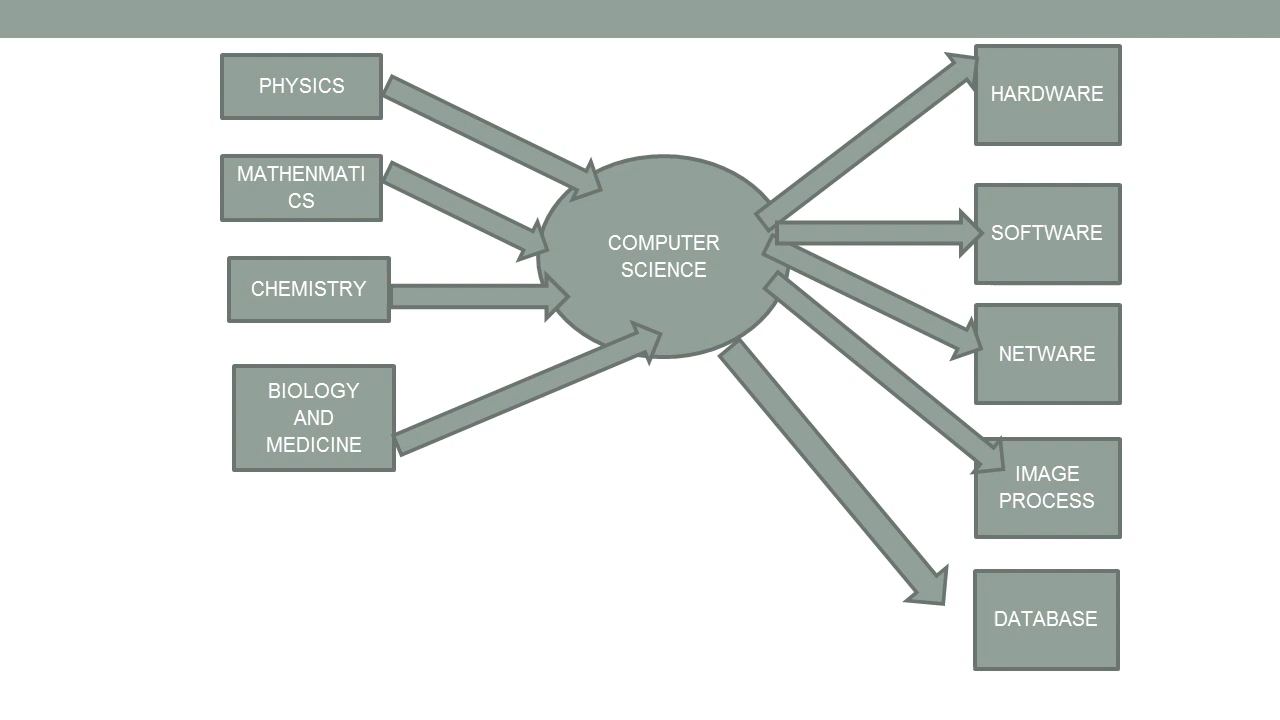 PHYSICS
MATHENMATI
CS
CHEMISTRY
BIOLOGY
AND
MEDICINE
COMPUTER
SCIENCE
HARDWARE
SOFTWARE
NETWARE
IMAGE
PROCESS
DATABASE